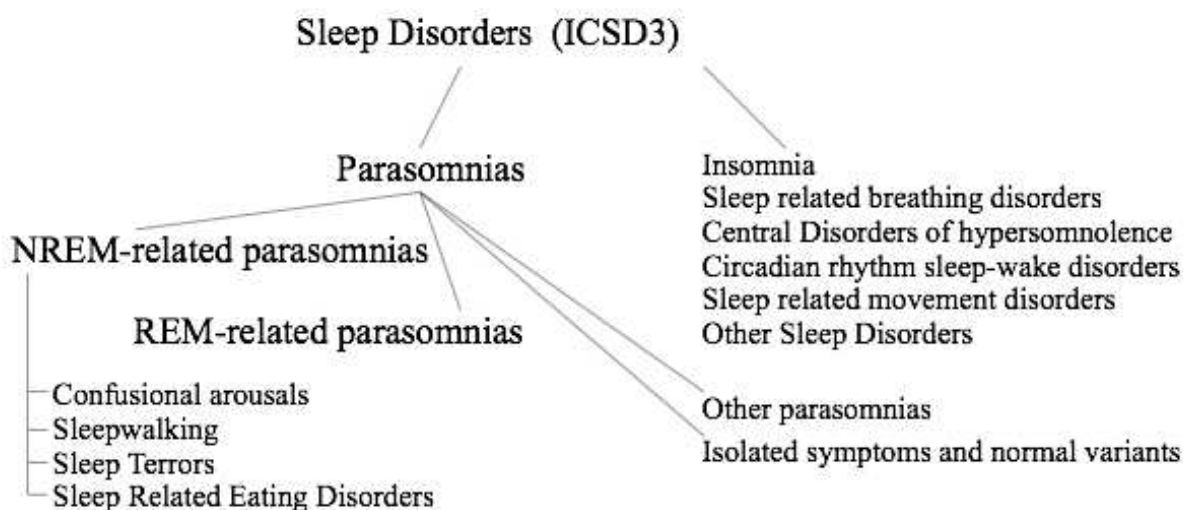 Sleep Disorders (ICSD3)
Parasomnias
NREM-related parasomnias
REM-related parasomnias
Confusional arousals
Sleepwalking
Sleep Terrors
Sleep Related Eating Disorders
Insomnia
Sleep related breathing disorders
Central Disorders of hypersomnolence
Circadian rhythm sleep-wake disorders
Sleep related movement disorders
Other Sleep Disorders
Other parasomnias
Isolated symptoms and normal variants